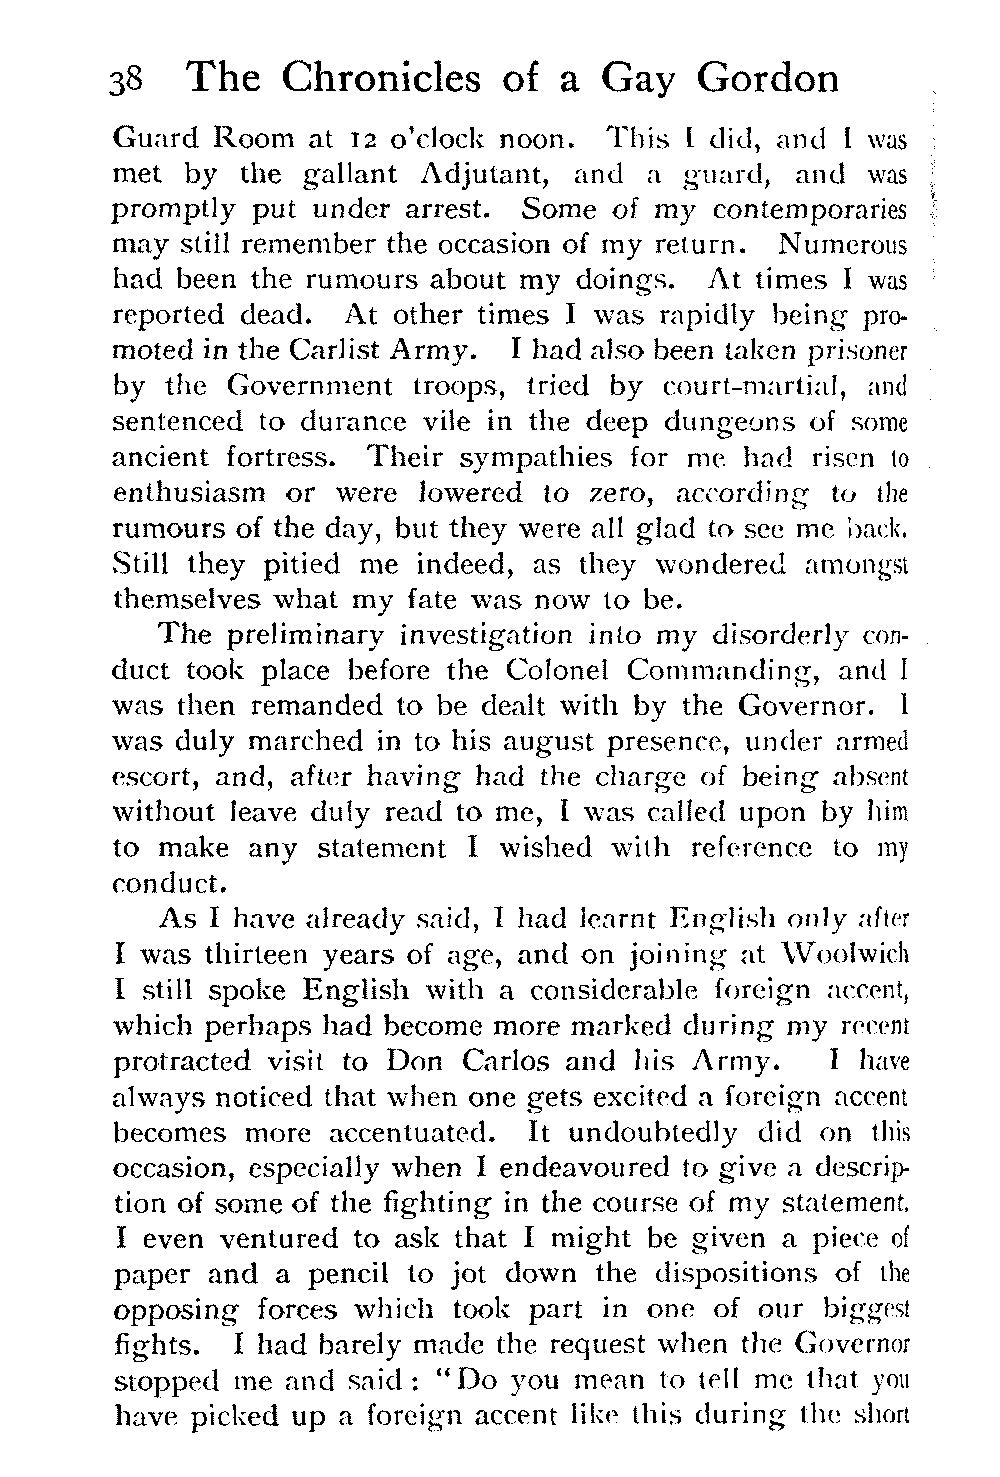 38 The Chronicles of a Gay Gordon
Guard Room at 12 o'clock noon. This I did, and I was
met by the gallant Adjutant, and a guard, and was
promptly put under arrest. Some of my contemporaries
may still remember the occasion of my return. Numerous
had been the rumours about my doings. At times I was
reported dead. At other times I was rapidly being pro-
moted in the Carlist Army. I had also been taken prisoner
by the Government troops, tried by court-martial, and
sentenced to durance vile in the deep dungeons of some
ancient fortress. Their sympathies for me had risen to
enthusiasm or were lowered to zero, according to the
rumours of the day, but they were all glad to see me back.
Still they pitied me indeed, as they wondered amongst
themselves what my fate was now to be.
The preliminary investigation into my disorderly con-
duct took place before the Colonel Commanding, and I
was then remanded to be dealt with by the Governor. I
was duly marched in to his august presence, under armed
escort, and, after having had the charge of being absent
without leave duly read to me, I was called upon by him
to make any statement I wished with reference to my
conduct.
As I have already said, I had learnt English only after
I was thirteen years of age, and on joining at Woolwich
I still spoke English with a considerable foreign accent,
which perhaps had become more marked during my recent
protracted visit to Don Carlos and his Army. I have
always noticed that when one gets excited a foreign accent
becomes more accentuated. It undoubtedly did on this
occasion, especially when I endeavoured to give a descrip-
tion of some of the fighting in the course of my statement.
I even ventured to ask that I might be given a piece of
paper and a pencil to jot down the dispositions of the
opposing forces which took part in one of our biggest
fights. I had barely made the request when the Governor
stopped me and said: "Do you mean to tell me that you
have picked up a foreign accent like this during the short